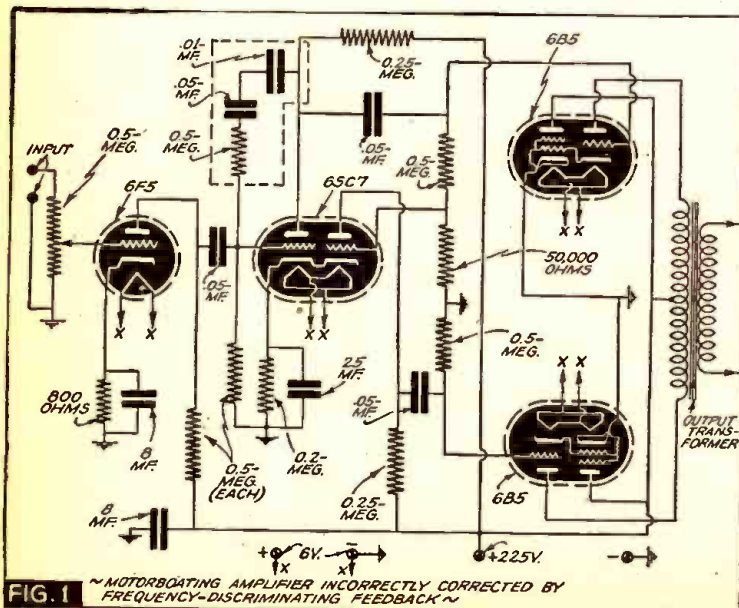 .01-
MF.
0.25-
MEG.
6B5
.05-
MF.
INPUT
0.5-
MEG.
0.5-
MEG.
.05-
MF.
0.5-
MEG.
6F5
6SC7
.05-
MF.
50,000
OHMS
X
X
X X
X X
0.5-
MEG.
X X
800
OHMS
8
MF.
25
MF.
.05-
MF.
0.5-
MEG.
(EACH)
0.2-
MEG.
0.25-
MEG.
6B5
OUTPUT
TRANS-
FORMER
8
MF.
+ 6V. -
X X
+225V.
-
FIG. 1
~MOTORBOATING AMPLIFIER INCORRECTLY CORRECTED BY
FREQUENCY-DISCRIMINATING FEEDBACK~